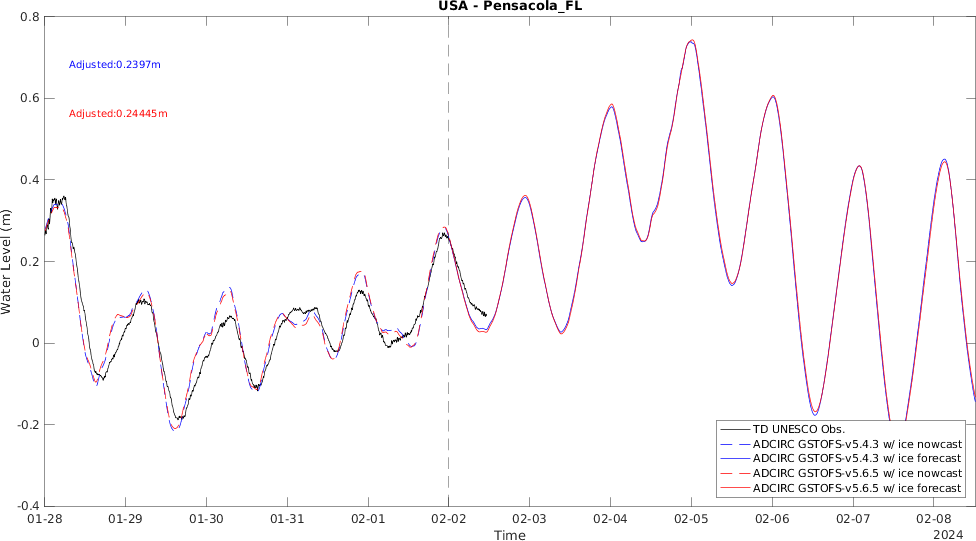 USA - Pensacola_FL
0.8
Adjusted:0.2397m
0.6
Adjusted:0.24445m
0.4
Water Level (m)
0.2
0
-0.2
TD UNESCO Obs.
ADCIRC GSTOFS-v5.4.3 w/ ice nowcast
ADCIRC GSTOFS-v5.4.3 w/ ice forecast
ADCIRC GSTOFS-v5.6.5 w/ ice nowcast
ADCIRC GSTOFS-v5.6.5 w/ ice forecast
-0.4
01-28 01-29 01-30 01-31 02-01 02-02 02-03 02-04 02-05 02-06 02-07 02-08
Time
2024